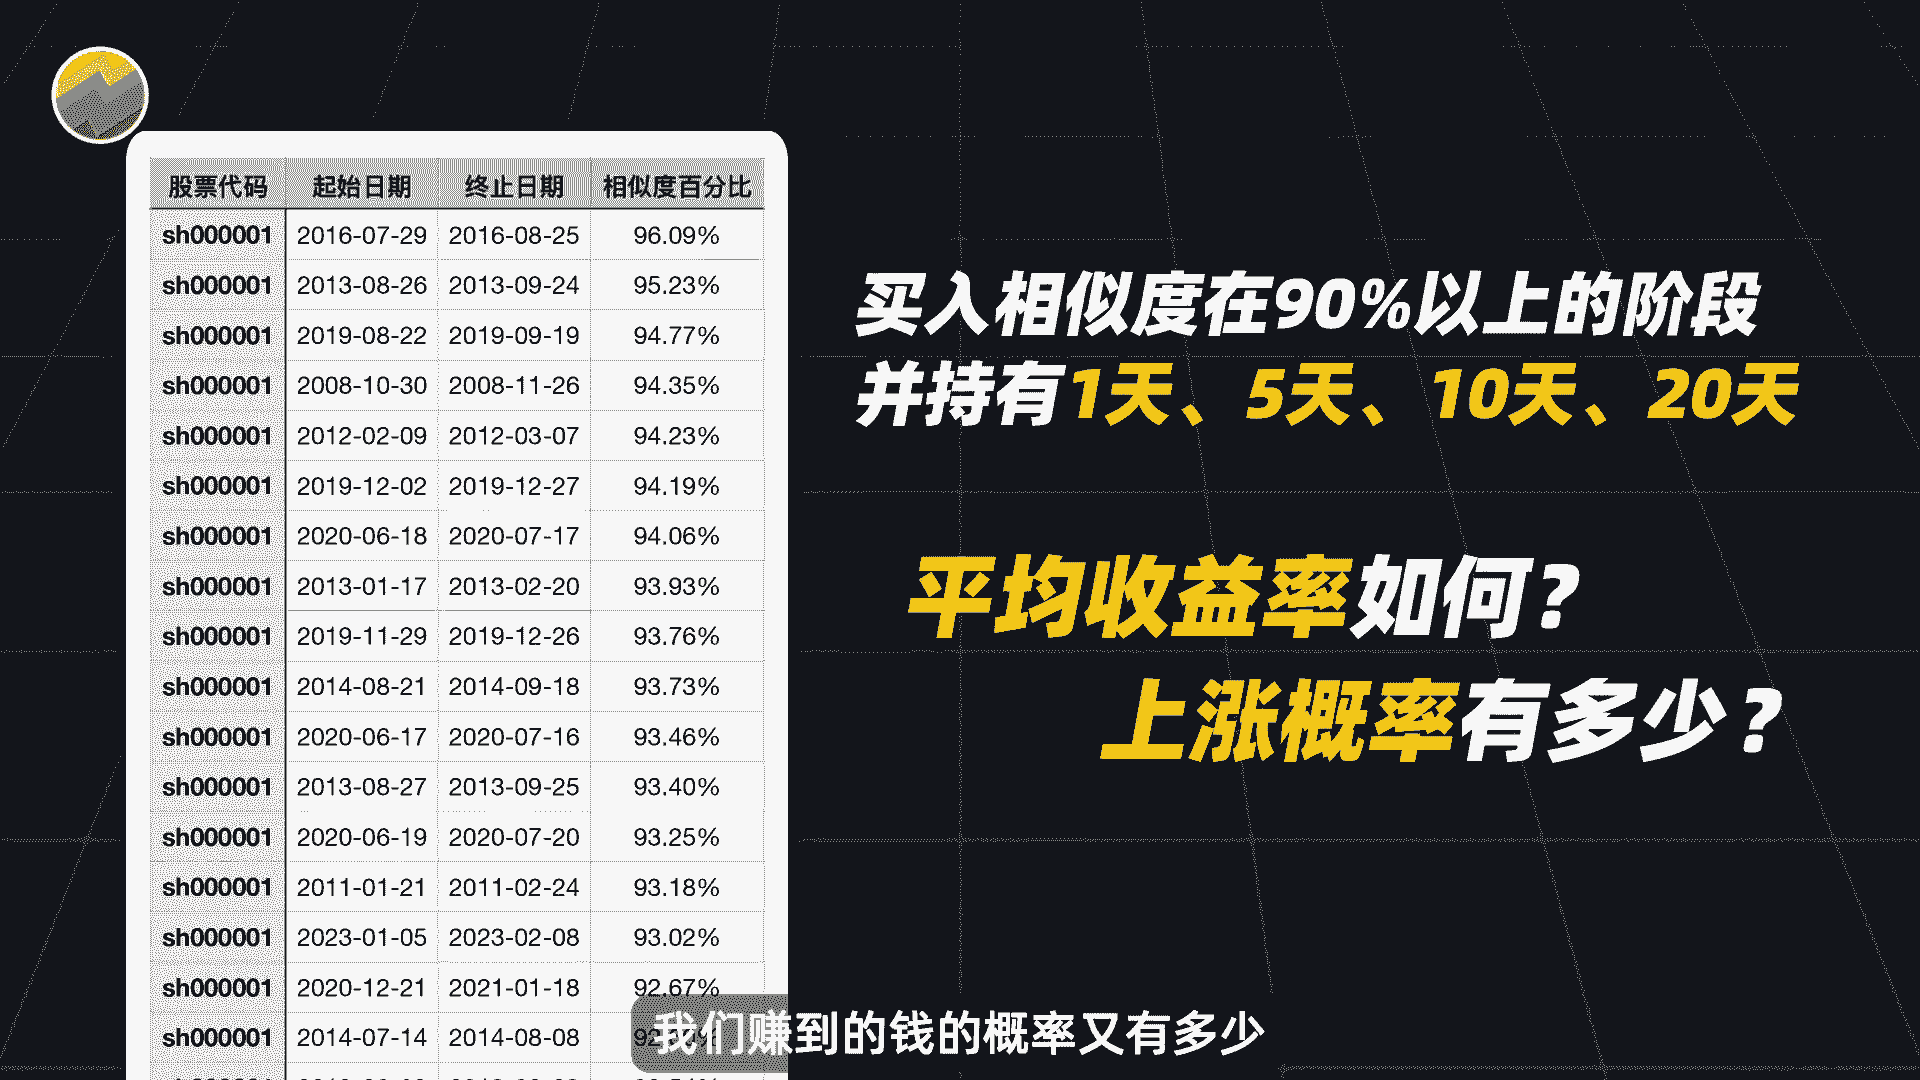 股票代码 起始日期 终止日期 相似度百分比
sh000001 2016-07-29 2016-08-25 96.09%
sh000001 2013-08-26 2013-09-24 95.23%
sh000001 2019-08-22 2019-09-19 94.77%
sh000001 2008-10-30 2008-11-26 94.35%
sh000001 2012-02-09 2012-03-07 94.23%
sh000001 2019-12-02 2019-12-27 94.19%
sh000001 2020-06-18 2020-07-17 94.06%
sh000001 2013-01-17 2013-02-20 93.93%
sh000001 2019-11-29 2019-12-26 93.76%
sh000001 2014-08-21 2014-09-18 93.73%
sh000001 2020-06-17 2020-07-16 93.46%
sh000001 2013-08-27 2013-09-25 93.40%
sh000001 2020-06-19 2020-07-20 93.25%
sh000001 2011-01-21 2011-02-24 93.18%
sh000001 2023-01-05 2023-02-08 93.02%
sh000001 2020-12-21 2021-01-18 92.67%
sh000001 2014-07-14 2014-08-08
买入相似度在90%以上的阶段
并持有1天、5天、10天、20天
平均收益率如何?
上涨概率有多少?
我们赚到的钱的概率又有多少